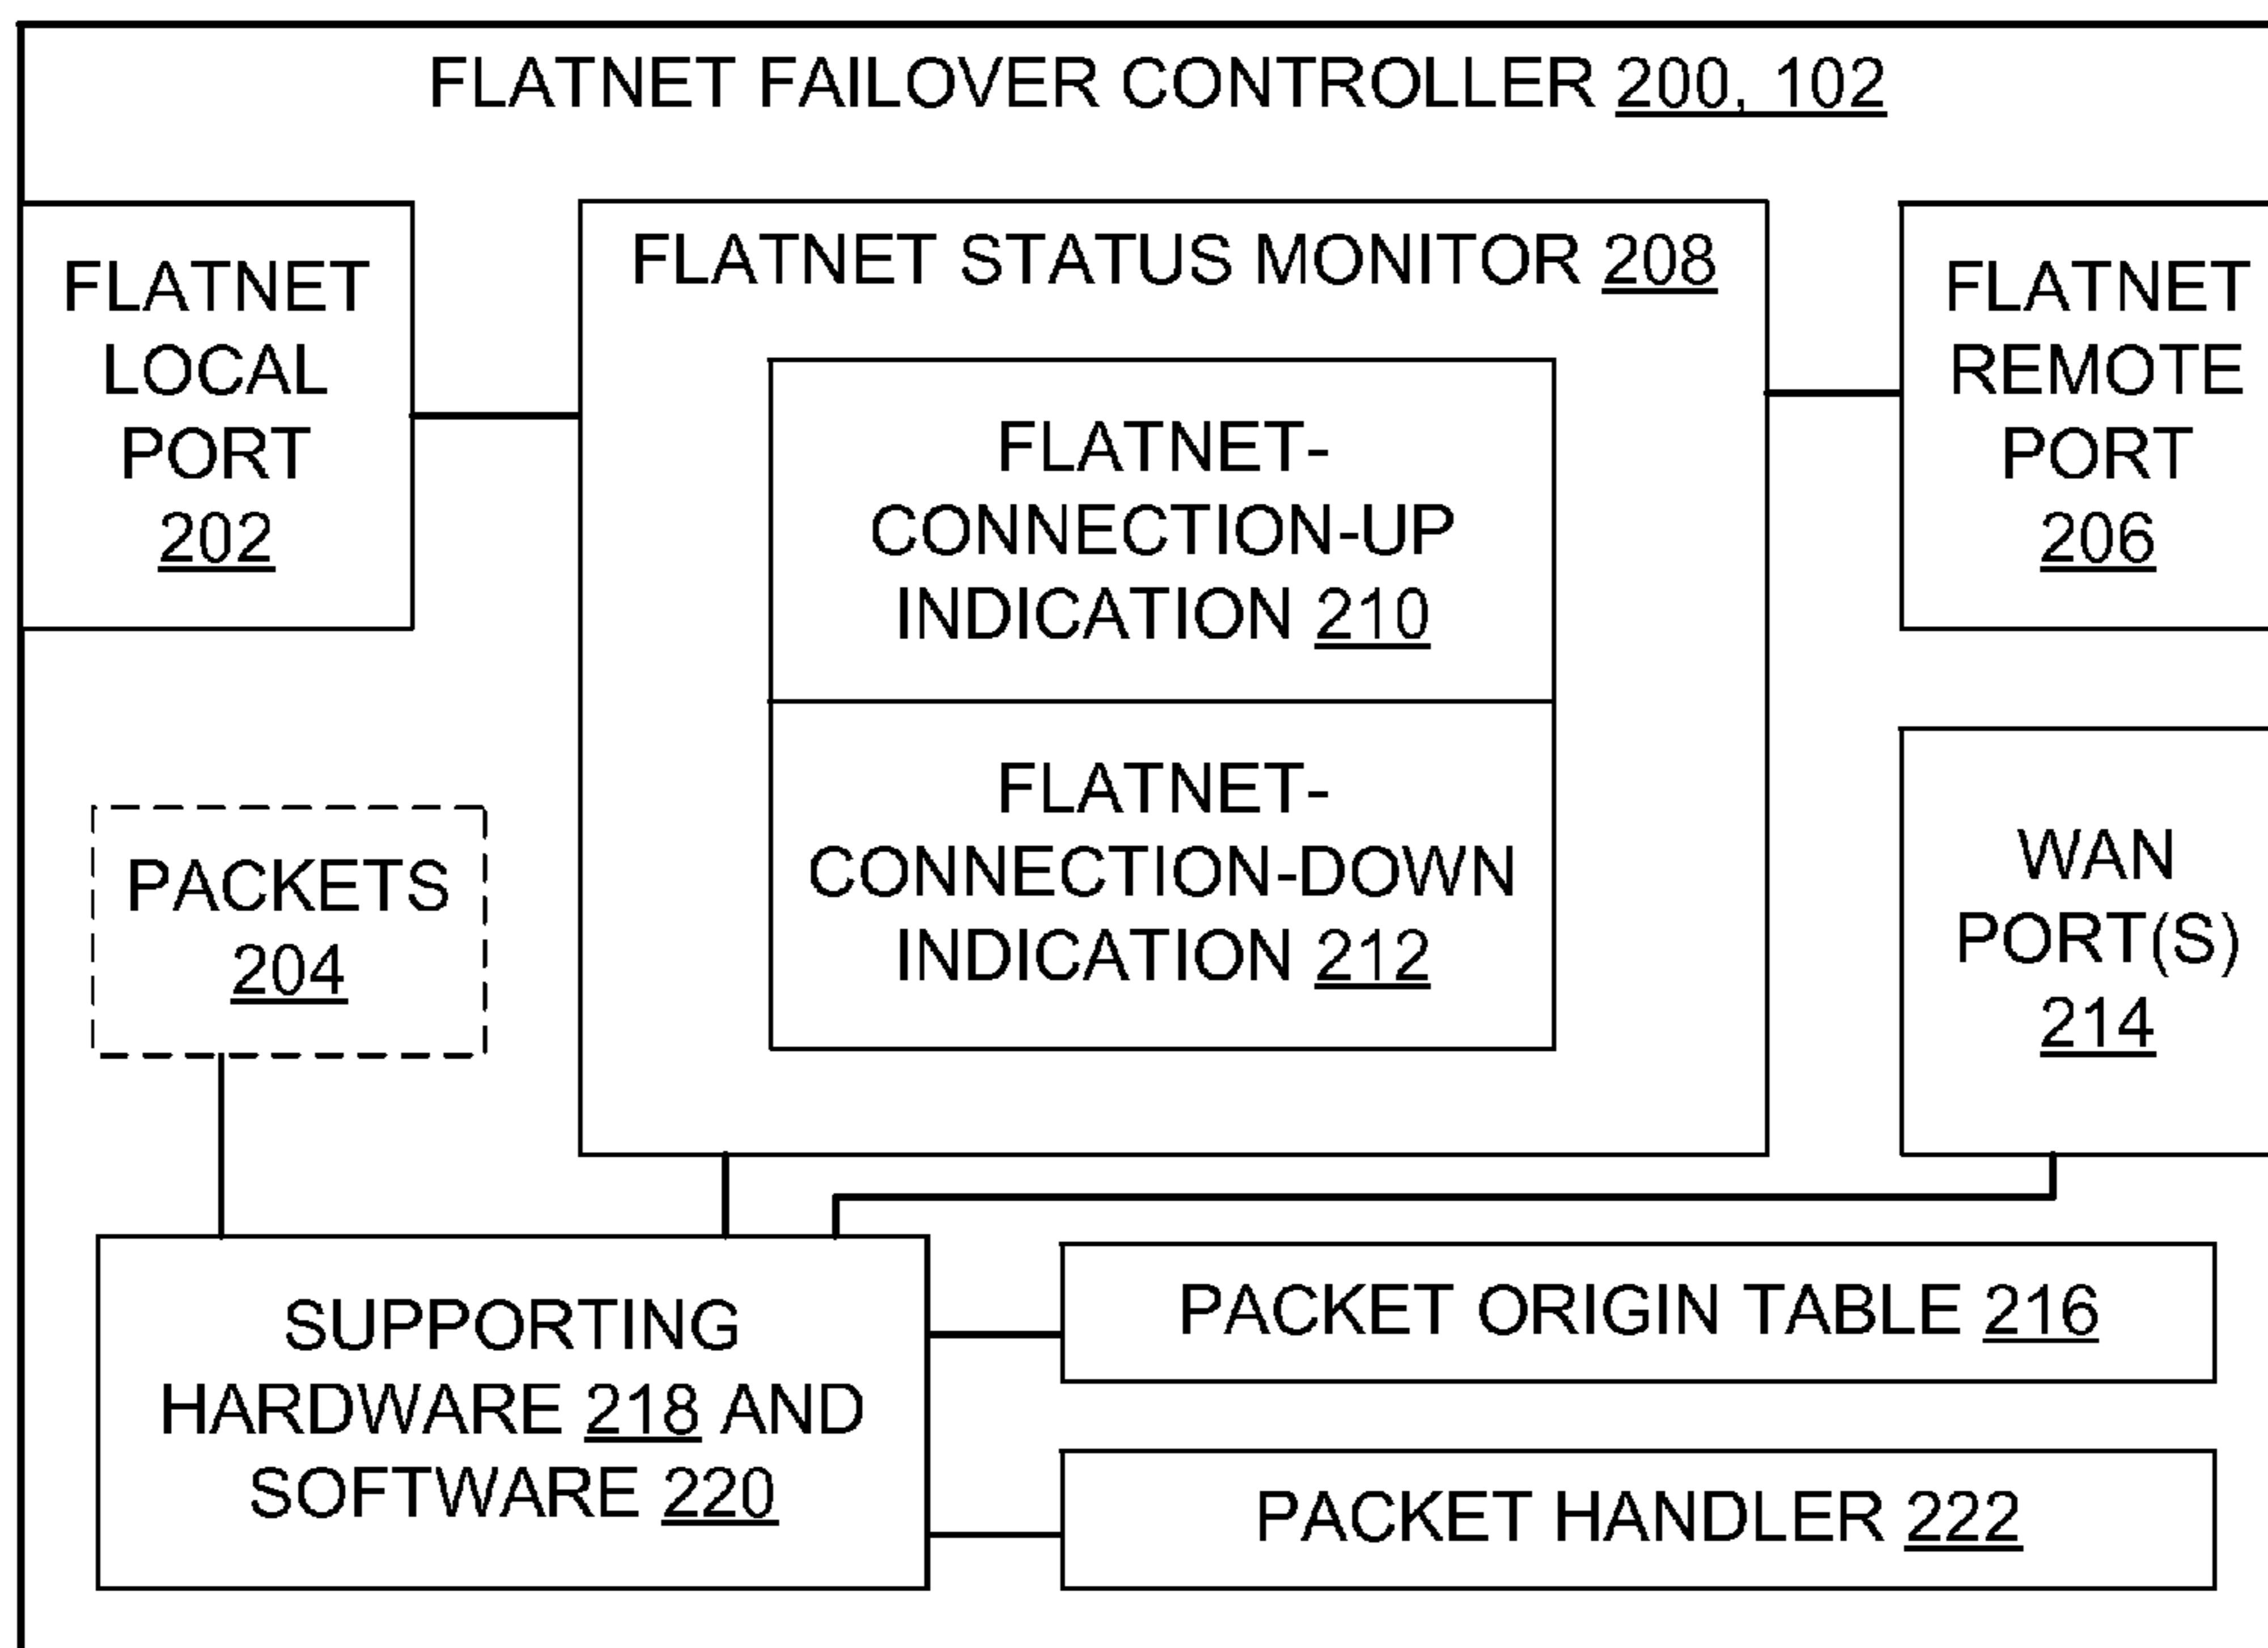 FLATNET FAILOVER CONTROLLER 200, 102
FLATNET
LOCAL
PORT
202
FLATNET STATUS MONITOR 208
FLATNET-
CONNECTION-UP
INDICATION 210
FLATNET-
CONNECTION-DOWN
INDICATION 212
FLATNET
REMOTE
PORT
206
PACKETS
204
WAN
PORT(S)
214
SUPPORTING
HARDWARE 218 AND
SOFTWARE 220
PACKET ORIGIN TABLE 216
PACKET HANDLER 222